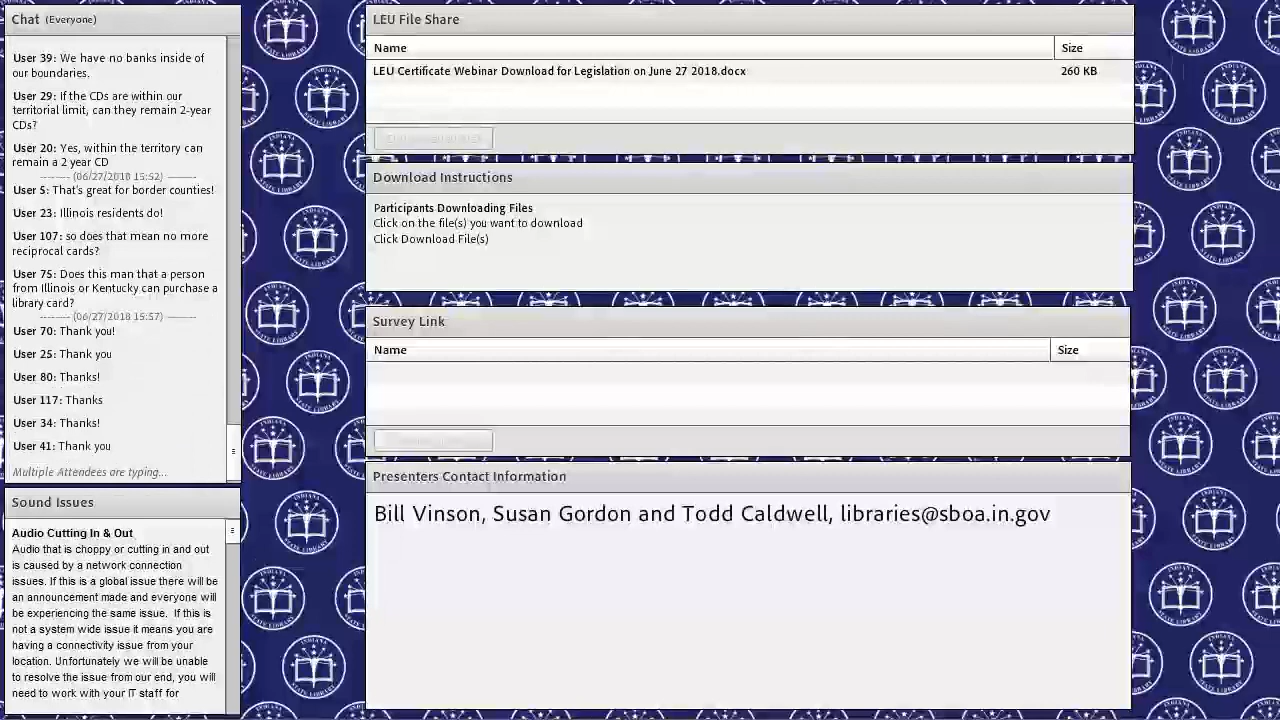 Chat (Everyone)
User 39: We have no banks inside of
our boundaries.
User 29: If the CDs are within our
territorial limit, can they remain 2-year
CDs?
User 20: Yes, within the territory can
remain a 2 year CD
-------- (06/27/2018 15:52) --------
User 5: That's great for border counties!
User 23: Illinois residents do!
User 107: so does that mean no more
reciprocal cards?
User 75: Does this man that a person
from Illinois or Kentucky can purchase a
library card?
-------- (06/27/2018 15:57) --------
User 70: Thank you!
User 25: Thank you
User 80: Thanks!
User 117: Thanks
User 34: Thanks!
User 41: Thank you
Multiple Attendees are typing...
Sound Issues
Audio Cutting In & Out
Audio that is choppy or cutting in and out
is caused by a network connection
issues. If this is a global issue there will be
an announcement made and everyone will
be experiencing the same issue. If this is
not a system wide issue it means you are
having a connectivity issue from your
location. Unfortunately we will be unable
to resolve the issue from our end, you will
need to work with your IT staff for
LEU File Share
Name Size
LEU Certificate Webinar Download for Legislation on June 27 2018.docx 260 KB
Download Instructions
Participants Downloading Files
Click on the file(s) you want to download
Click Download File(s)
Survey Link
Name Size
Presenters Contact Information
Bill Vinson, Susan Gordon and Todd Caldwell, libraries@sboa.in.gov
INDIANA
STATE LIBRARY